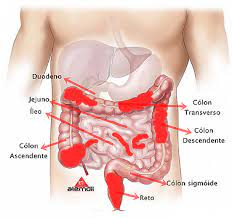 Duodeno
Jejuno
Íleo
Cólon
Ascendente
Cólon
Transverso
Cólon
Descendente
Cólon sigmóide
Reto